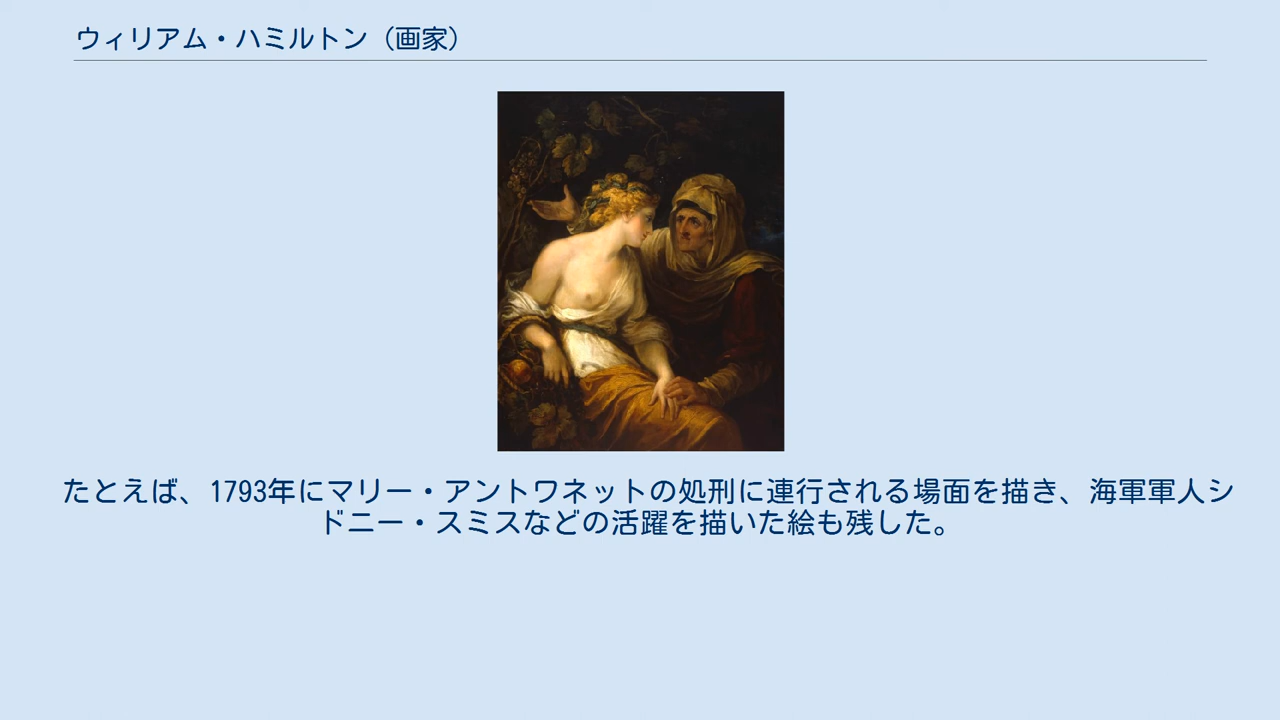 ウィリアム・ハミルトン（画家）
たとえば、1793年にマリー・アントワネットの処刑に連行される場面を描き、海軍軍人シ
ドニー・スミスなどの活躍を描いた絵も残した。